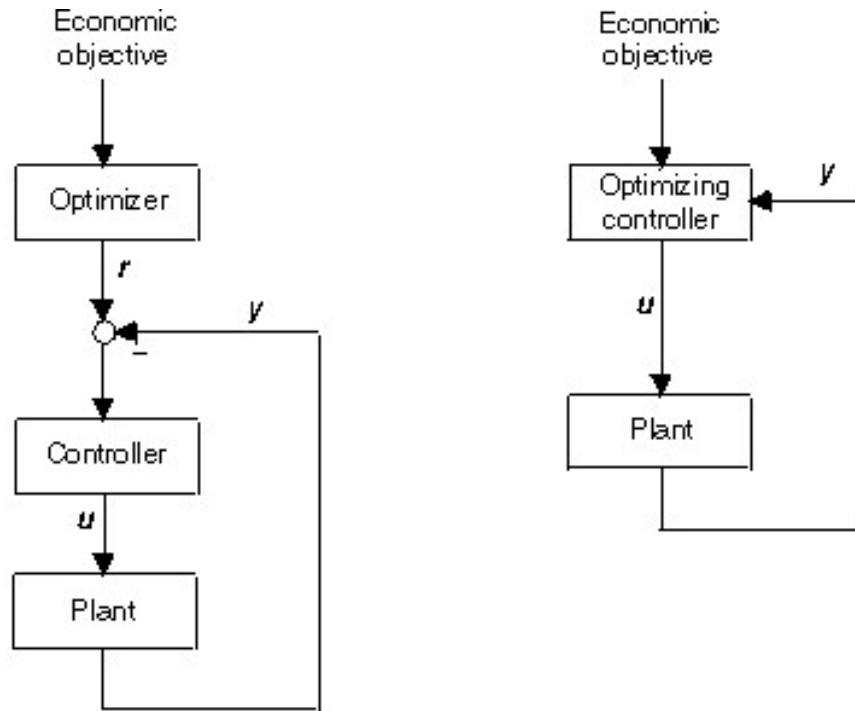 Economic
objective
Optimizer
r
y
–
Controller
u
Plant
Economic
objective
Optimizing
controller
y
u
Plant